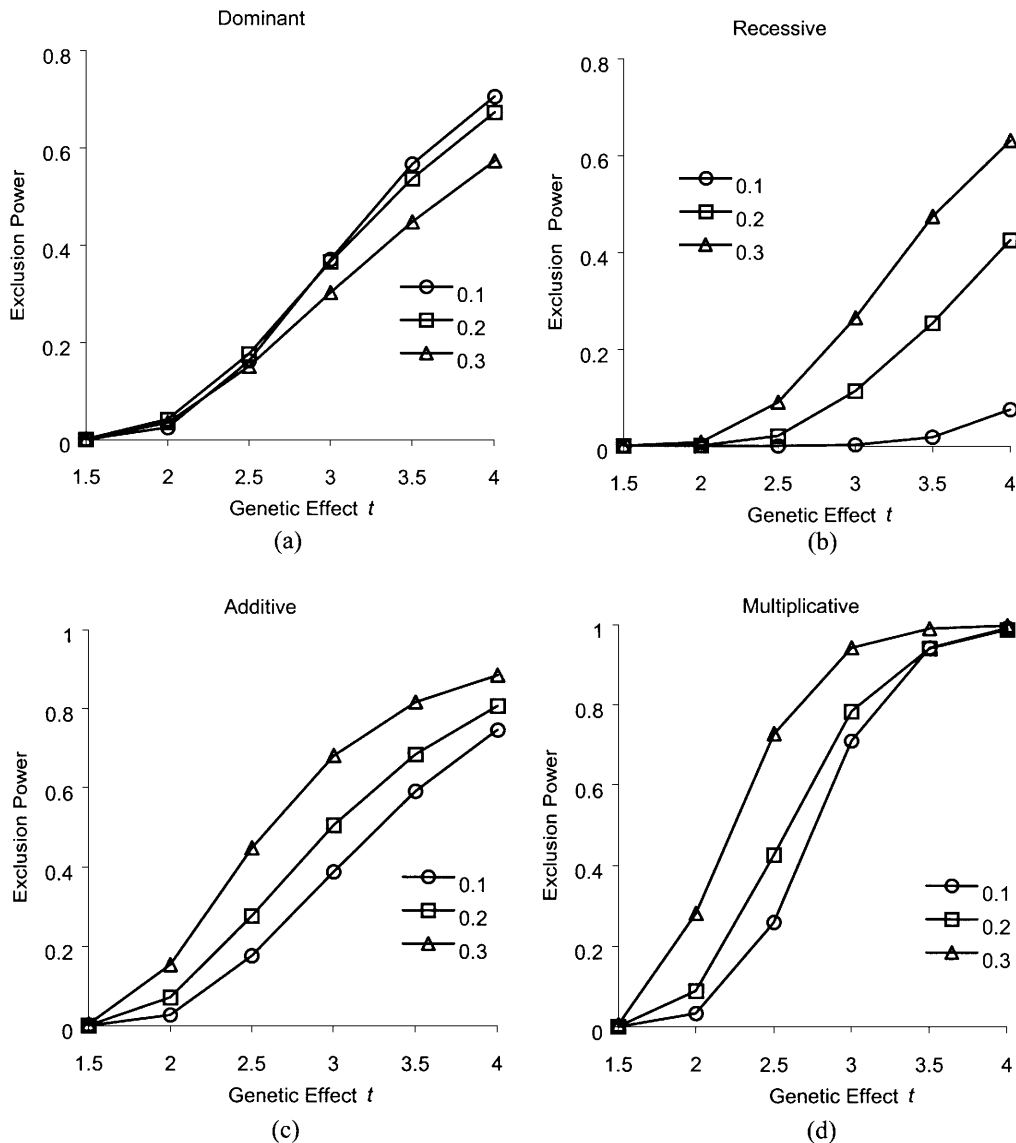 Dominant
0.8
0.6
0.4
0.2
0
Exclusion Power
0.1
0.2
0.3
1.5 2 2.5 3 3.5 4
Genetic Effect t
(a)
Recessive
0.8
0.6
0.4
0.2
0
Exclusion Power
0.1
0.2
0.3
1.5 2 2.5 3 3.5 4
Genetic Effect t
(b)
Additive
1
0.8
0.6
0.4
0.2
0
Exclusion Power
0.1
0.2
0.3
1.5 2 2.5 3 3.5 4
Genetic Effect t
(c)
Multiplicative
1
0.8
0.6
0.4
0.2
0
Exclusion Power
0.1
0.2
0.3
1.5 2 2.5 3 3.5 4
Genetic Effect t
(d)